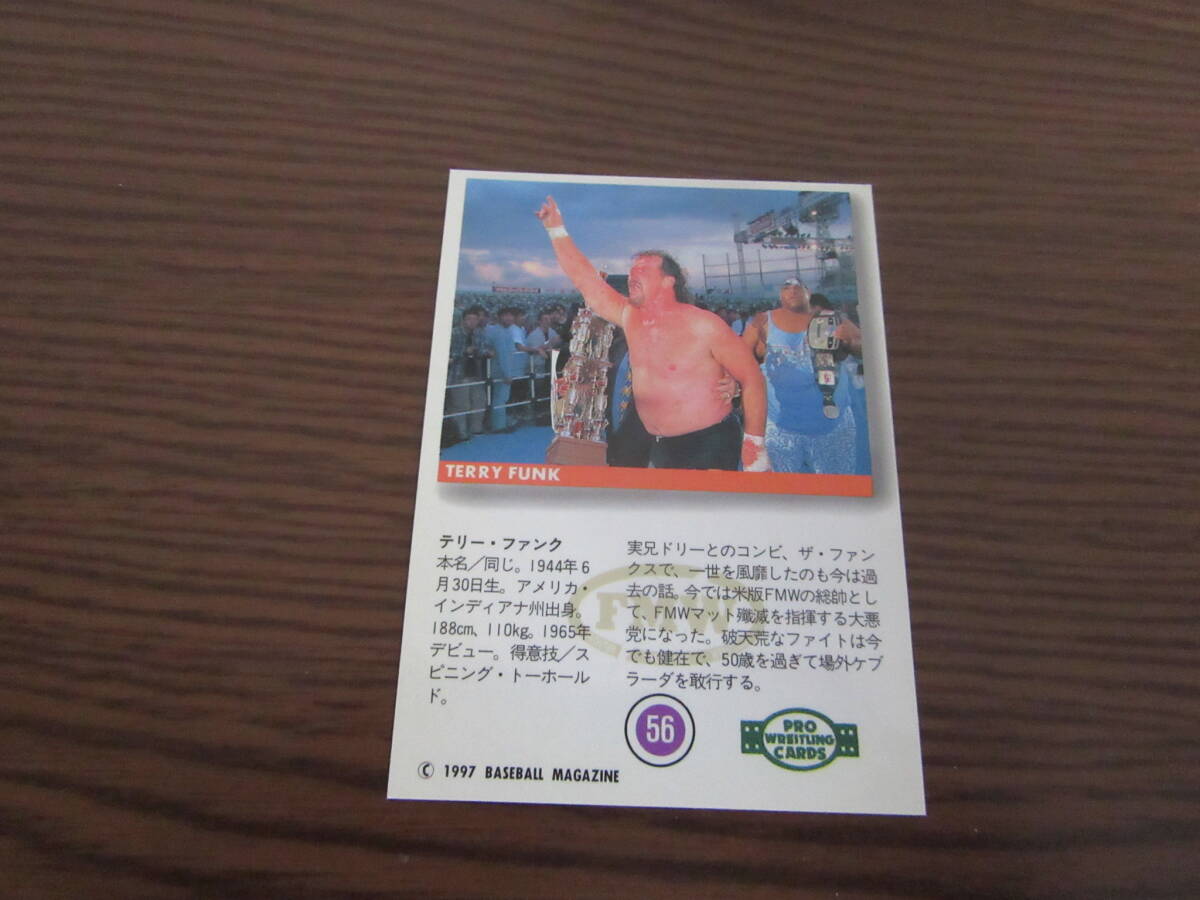 TERRY FUNK
テリー・ファンク
本名／同じ。1944年6
月30日生。アメリカ・
インディアナ州出身。
188cm、110kg。1965年
デビュー。得意技／ス
ピニング・トーホール
ド。
実兄ドリーとのコンビ、ザ・ファン
クスで、一世を風靡したのも今は過
去の話。今では米版FMWの総帥とし
て、FMWマット殲滅を指揮する大悪
党になった。破天荒なファイトは今
でも健在で、50歳を過ぎて場外ケブ
ラーダを敢行する。
FMW
56
PRO
WRESTLING
CARDS
© 1997 BASEBALL MAGAZINE